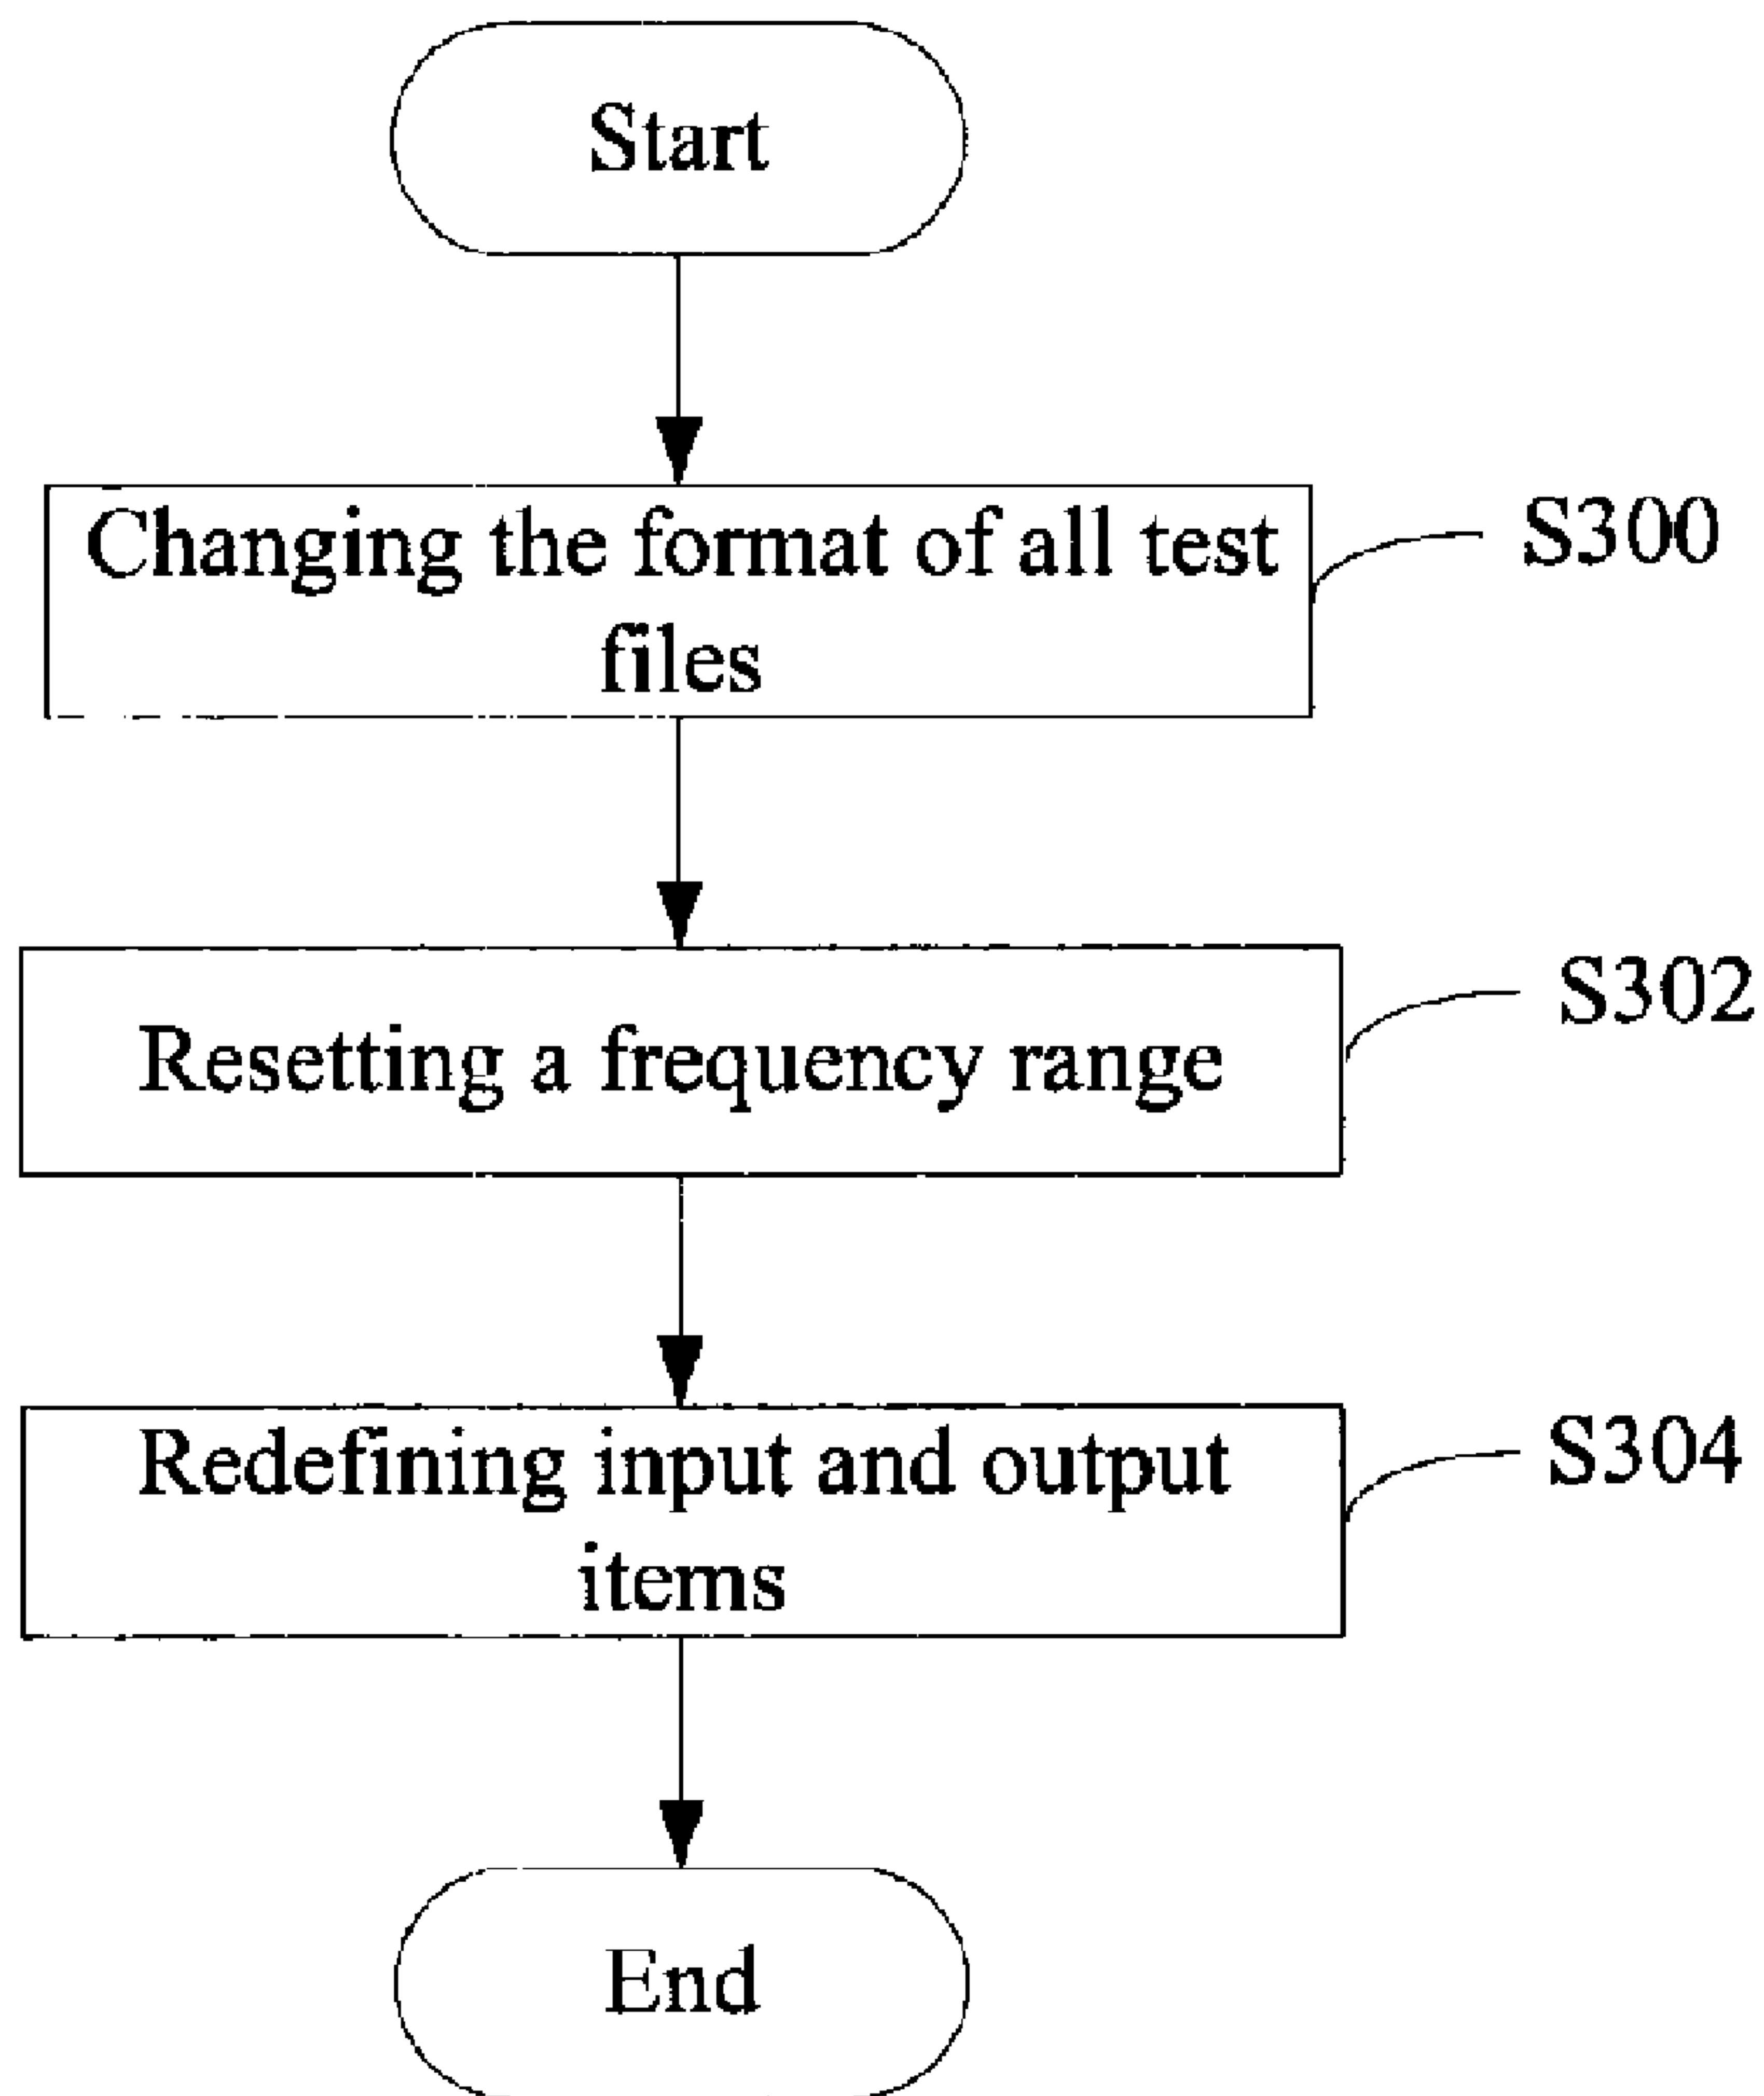 Start
Changing the format of all test
files
S300
Resetting a frequency range
S302
Redefining input and output
items
S304
End